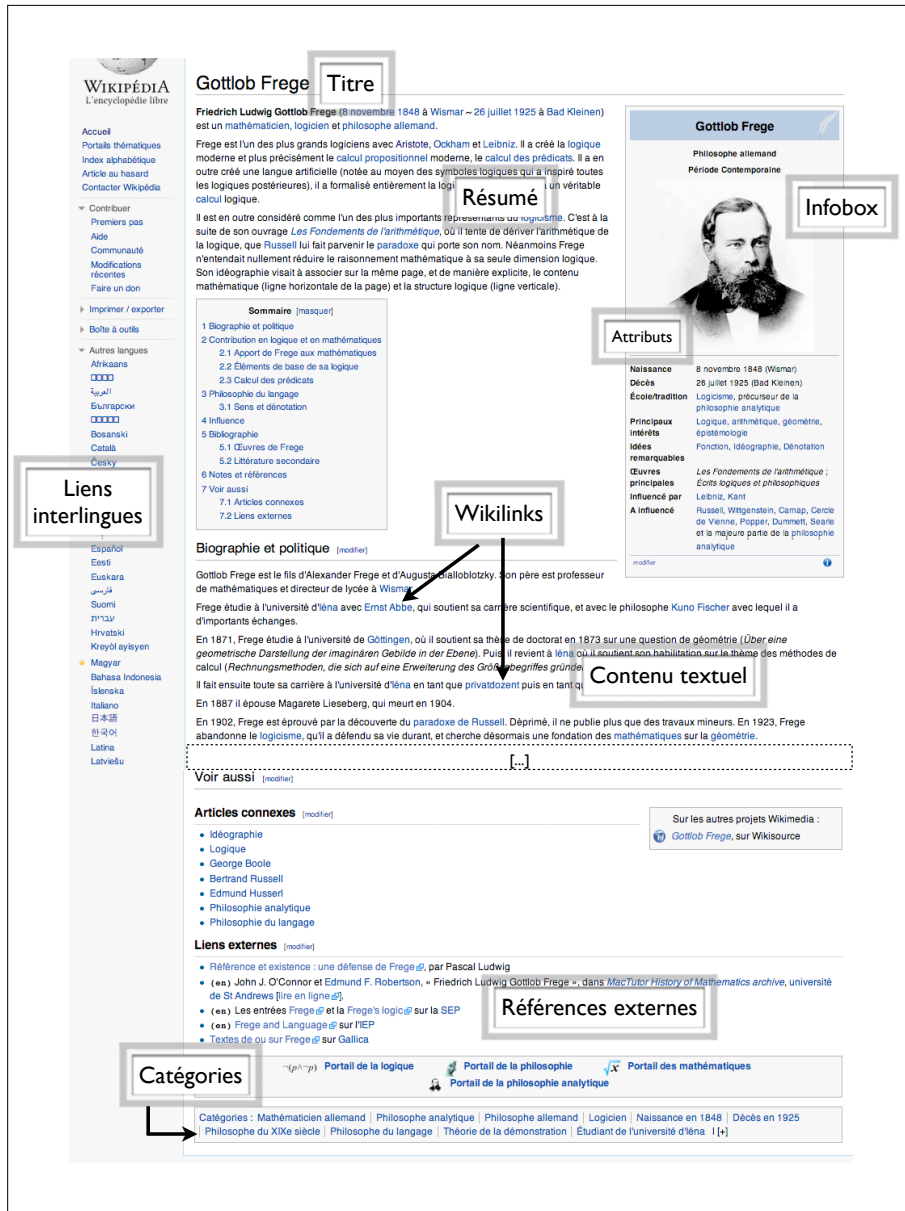 WIKIPÉDIA
L'encyclopédie libre
Accueil
Portails thématiques
Index alphabétique
Article au hasard
Contacter Wikipédia
Contribuer
Premiers pas
Aide
Communauté
Modifications
récentes
Faire un don
Imprimer / exporter
Boîte à outils
Autres langues
Afrikaans
العربية
Български
Bosanski
Català
Česky
Liens
interlingues
Español
Eesti
Euskara
فارسی
Suomi
עברית
Hrvatski
Kreyòl ayisyen
Magyar
Bahasa Indonesia
Íslenska
Italiano
日本語
한국어
Latina
Latviešu
Gottlob Frege
Titre
Friedrich Ludwig Gottlob Frege (8 novembre 1848 à Wismar ~ 26 juillet 1925 à Bad Kleinen)
est un mathématicien, logicien et philosophe allemand.
Frege est l'un des plus grands logiciens avec Aristote, Ockham et Leibniz. Il a créé la logique
moderne et plus précisément le calcul propositionnel moderne, le calcul des prédicats. Il a en
outre créé une langue artificielle (notée au moyen des symboles logiques qui a inspiré toutes
les logiques postérieures), il a formalisé entièrement la logi un véritable
calcul logique.
Résumé
Il est en outre considéré comme l'un des plus importants représentants du logicisme. C'est à la
suite de son ouvrage Les Fondements de l'arithmétique, où il tente de dériver l'arithmétique de
la logique, que Russell lui fait parvenir le paradoxe qui porte son nom. Néanmoins Frege
n'entendait nullement réduire le raisonnement mathématique à sa seule dimension logique.
Son idéographie visait à associer sur la même page, et de manière explicite, le contenu
mathématique (ligne horizontale de la page) et la structure logique (ligne verticale).
Sommaire [masquer]
1 Biographie et politique
2 Contribution en logique et en mathématiques
2.1 Apport de Frege aux mathématiques
2.2 Éléments de base de sa logique
2.3 Calcul des prédicats
3 Philosophie du langage
3.1 Sens et dénotation
4 Influence
5 Bibliographie
5.1 Œuvres de Frege
5.2 Littérature secondaire
6 Notes et références
7 Voir aussi
7.1 Articles connexes
7.2 Liens externes
Gottlob Frege
Philosophe allemand
Période Contemporaine
Infobox
Attributs
Naissance 8 novembre 1848 (Wismar)
Décès 26 juillet 1925 (Bad Kleinen)
École/tradition Logicisme, précurseur de la
philosophie analytique
Principaux Logique, arithmétique, géométrie,
intérêts épistémologie
Idées Fonction, Idéographie, Dénotation
remarquables
Œuvres Les Fondements de l'arithmétique ;
principales Écrits logiques et philosophiques
Influencé par Leibniz, Kant
A influencé Russell, Wittgenstein, Carnap, Cercle
de Vienne, Popper, Dummett, Searle
et la majeure partie de la philosophie
analytique
modifier
Wikilinks
Biographie et politique [modifier]
Gottlob Frege est le fils d'Alexander Frege et d'Augusta Bialloblotzky. Son père est professeur
de mathématiques et directeur de lycée à Wismar
Frege étudie à l'université d'Iéna avec Ernst Abbe, qui soutient sa carrière scientifique, et avec le philosophe Kuno Fischer avec lequel il a
d'importants échanges.
En 1871, Frege étudie à l'université de Göttingen, où il soutient sa thèse de doctorat en 1873 sur une question de géométrie (Über eine
geometrische Darstellung der imaginären Gebilde in der Ebene). Puis, il revient à Iéna où il soutient son habilitation sur le thème des méthodes de
calcul (Rechnungsmethoden, die sich auf eine Erweiterung des Größenbegriffes gründe
Il fait ensuite toute sa carrière à l'université d'Iéna en tant que privatdozent puis en tant qu
Contenu textuel
En 1887 il épouse Magarete Lieseberg, qui meurt en 1904.
En 1902, Frege est éprouvé par la découverte du paradoxe de Russell. Déprimé, il ne publie plus que des travaux mineurs. En 1923, Frege
abandonne le logicisme, qu'il a défendu sa vie durant, et cherche désormais une fondation des mathématiques sur la géométrie.
[...]
Voir aussi [modifier]
Articles connexes [modifier]
Idéographie
Logique
George Boole
Bertrand Russell
Edmund Husserl
Philosophie analytique
Philosophie du langage
Sur les autres projets Wikimedia :
Gottlob Frege, sur Wikisource
Liens externes [modifier]
Référence et existence : une défense de Frege, par Pascal Ludwig
(en) John J. O'Connor et Edmund F. Robertson, « Friedrich Ludwig Gottlob Frege », dans MacTutor History of Mathematics archive, université
de St Andrews [lire en ligne].
(en) Les entrées Frege et la Frege's logic sur la SEP
(en) Frege and Language sur l'IEP
Textes de ou sur Frege sur Gallica
Références externes
Catégories
¬(p∧¬p) Portail de la logique Portail de la philosophie √x Portail des mathématiques
Portail de la philosophie analytique
Catégories : Mathématicien allemand | Philosophe analytique | Philosophe allemand | Logicien | Naissance en 1848 | Décès en 1925
| Philosophe du XIXe siècle | Philosophe du langage | Théorie de la démonstration | Étudiant de l'université d'Iéna | [+]